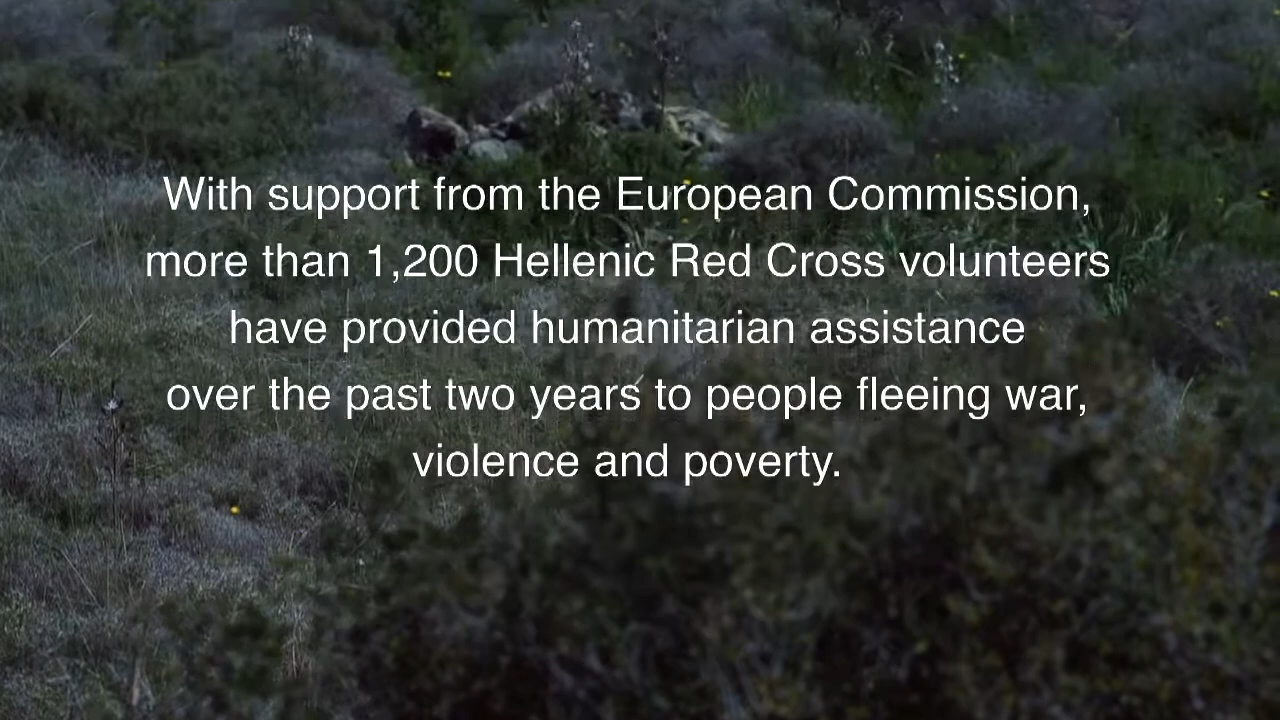 With support from the European Commission,
more than 1,200 Hellenic Red Cross volunteers
have provided humanitarian assistance
over the past two years to people fleeing war,
violence and poverty.